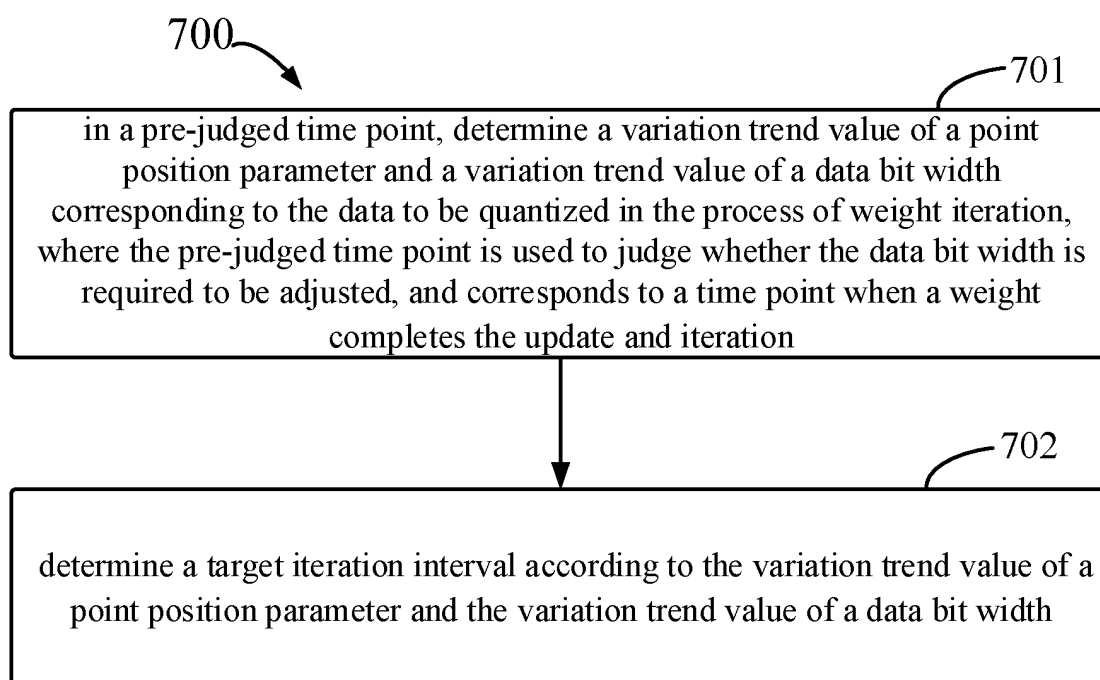 700
701
in a pre-judged time point, determine a variation trend value of a point
position parameter and a variation trend value of a data bit width
corresponding to the data to be quantized in the process of weight iteration,
where the pre-judged time point is used to judge whether the data bit width is
required to be adjusted, and corresponds to a time point when a weight
completes the update and iteration
702
determine a target iteration interval according to the variation trend value of a
point position parameter and the variation trend value of a data bit width